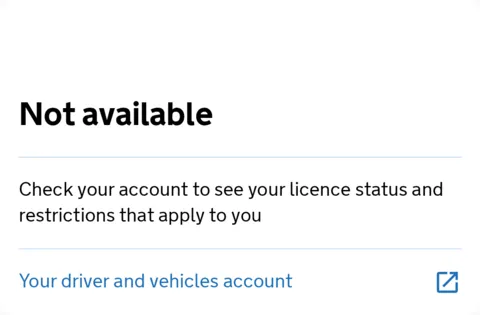 Not available
Check your account to see your licence status and
restrictions that apply to you
Your driver and vehicles account